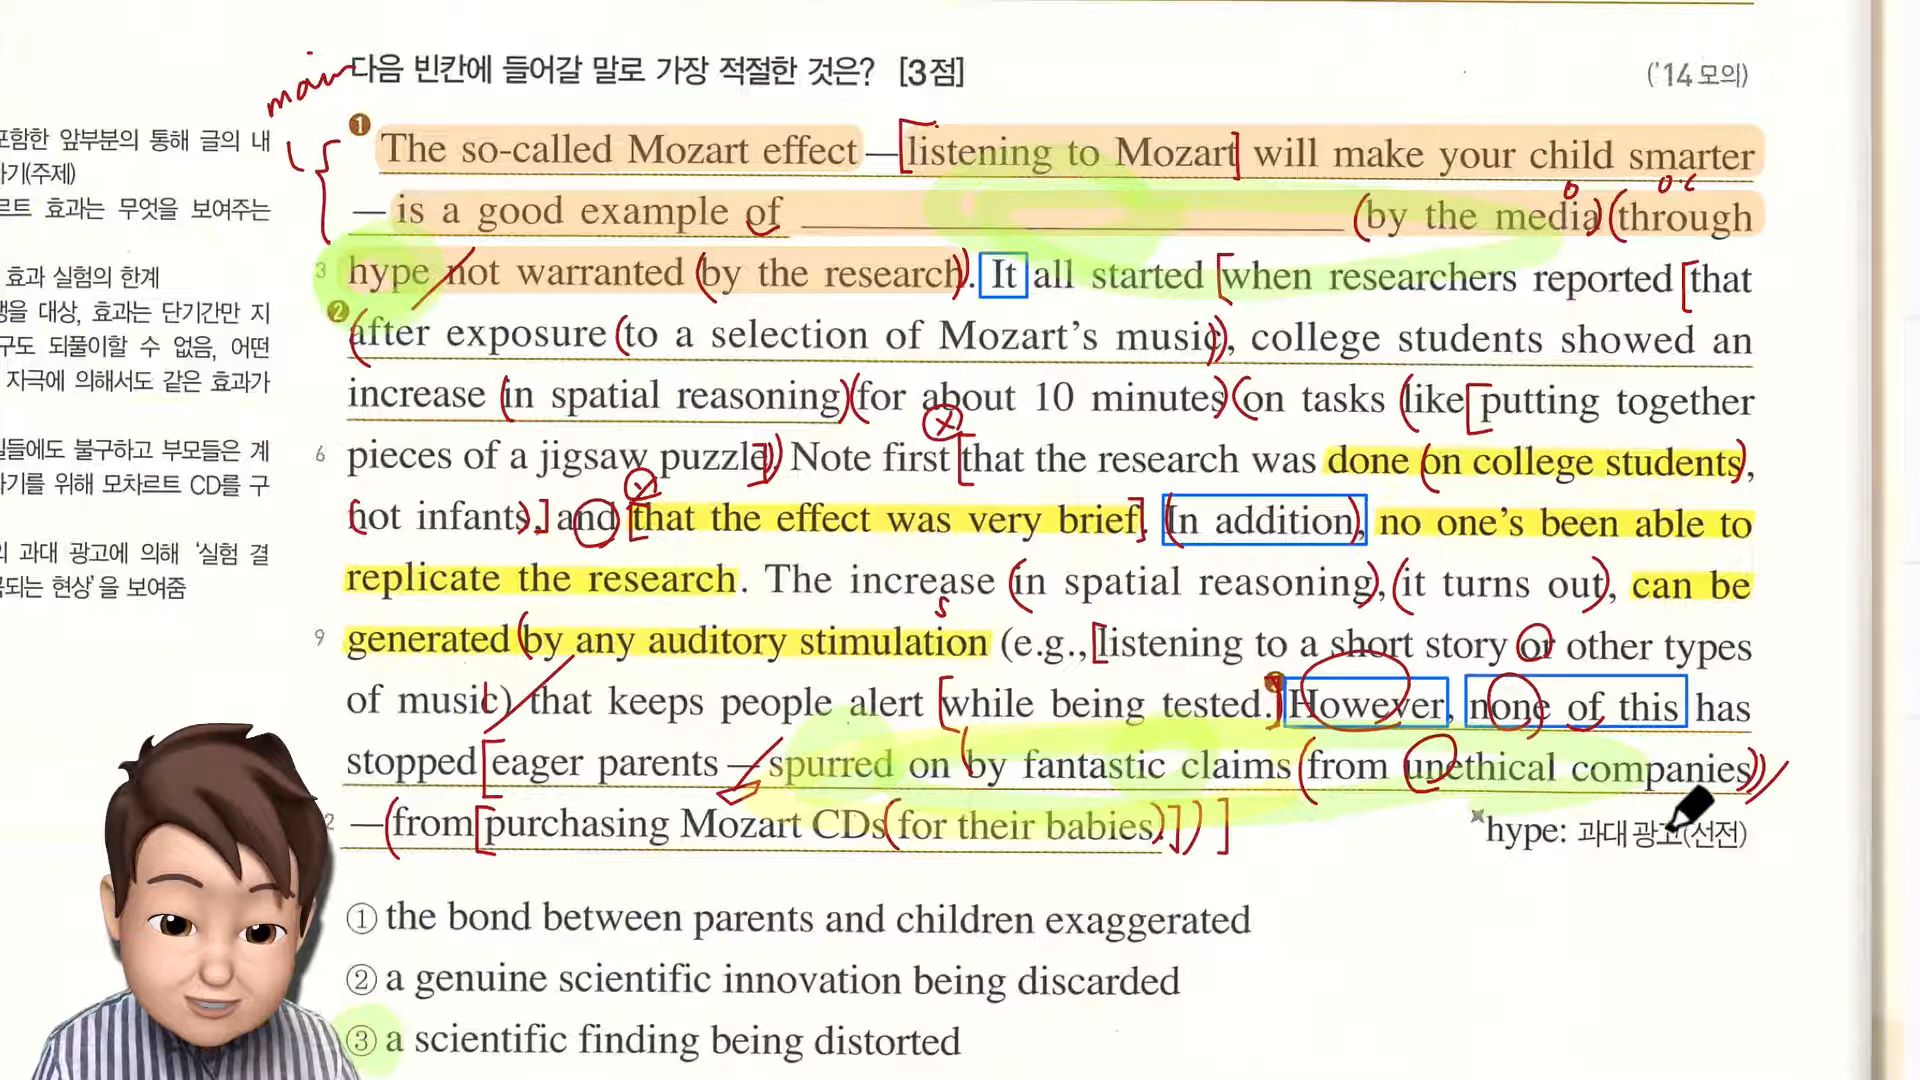 다음 빈칸에 들어갈 말로 가장 적절한 것은? [3점]
('14 모의)
main
포함한 앞부분의 통해 글의 내
가기(주제)
르트 효과는 무엇을 보여주는
효과 실험의 한계
생을 대상, 효과는 단기간만 지
구도 되풀이할 수 없음, 어떤
자극에 의해서도 같은 효과가
일들에도 불구하고 부모들은 계
하기를 위해 모차르트 CD를 구
의 과대 광고에 의해 '실험 결
곡되는 현상'을 보여줌
1 The so-called Mozart effect—listening to Mozart will make your child smarter
O O.C
—is a good example of ____________ by the media through
3 hype not warranted by the research. It all started when researchers reported that
2 after exposure to a selection of Mozart's music, college students showed an
increase in spatial reasoning for about 10 minutes on tasks like putting together
6 pieces of a jigsaw puzzle. Note first that the research was done on college students,
not infants, and that the effect was very brief. In addition, no one's been able to
replicate the research. The increase in spatial reasoning, it turns out, can be
s
9 generated by any auditory stimulation (e.g., listening to a short story or other types
of music) that keeps people alert while being tested. However, none of this has
stopped eager parents—spurred on by fantastic claims from unethical companies
2 —from purchasing Mozart CDs for their babies.
*hype: 과대 광고(선전)
① the bond between parents and children exaggerated
② a genuine scientific innovation being discarded
③ a scientific finding being distorted